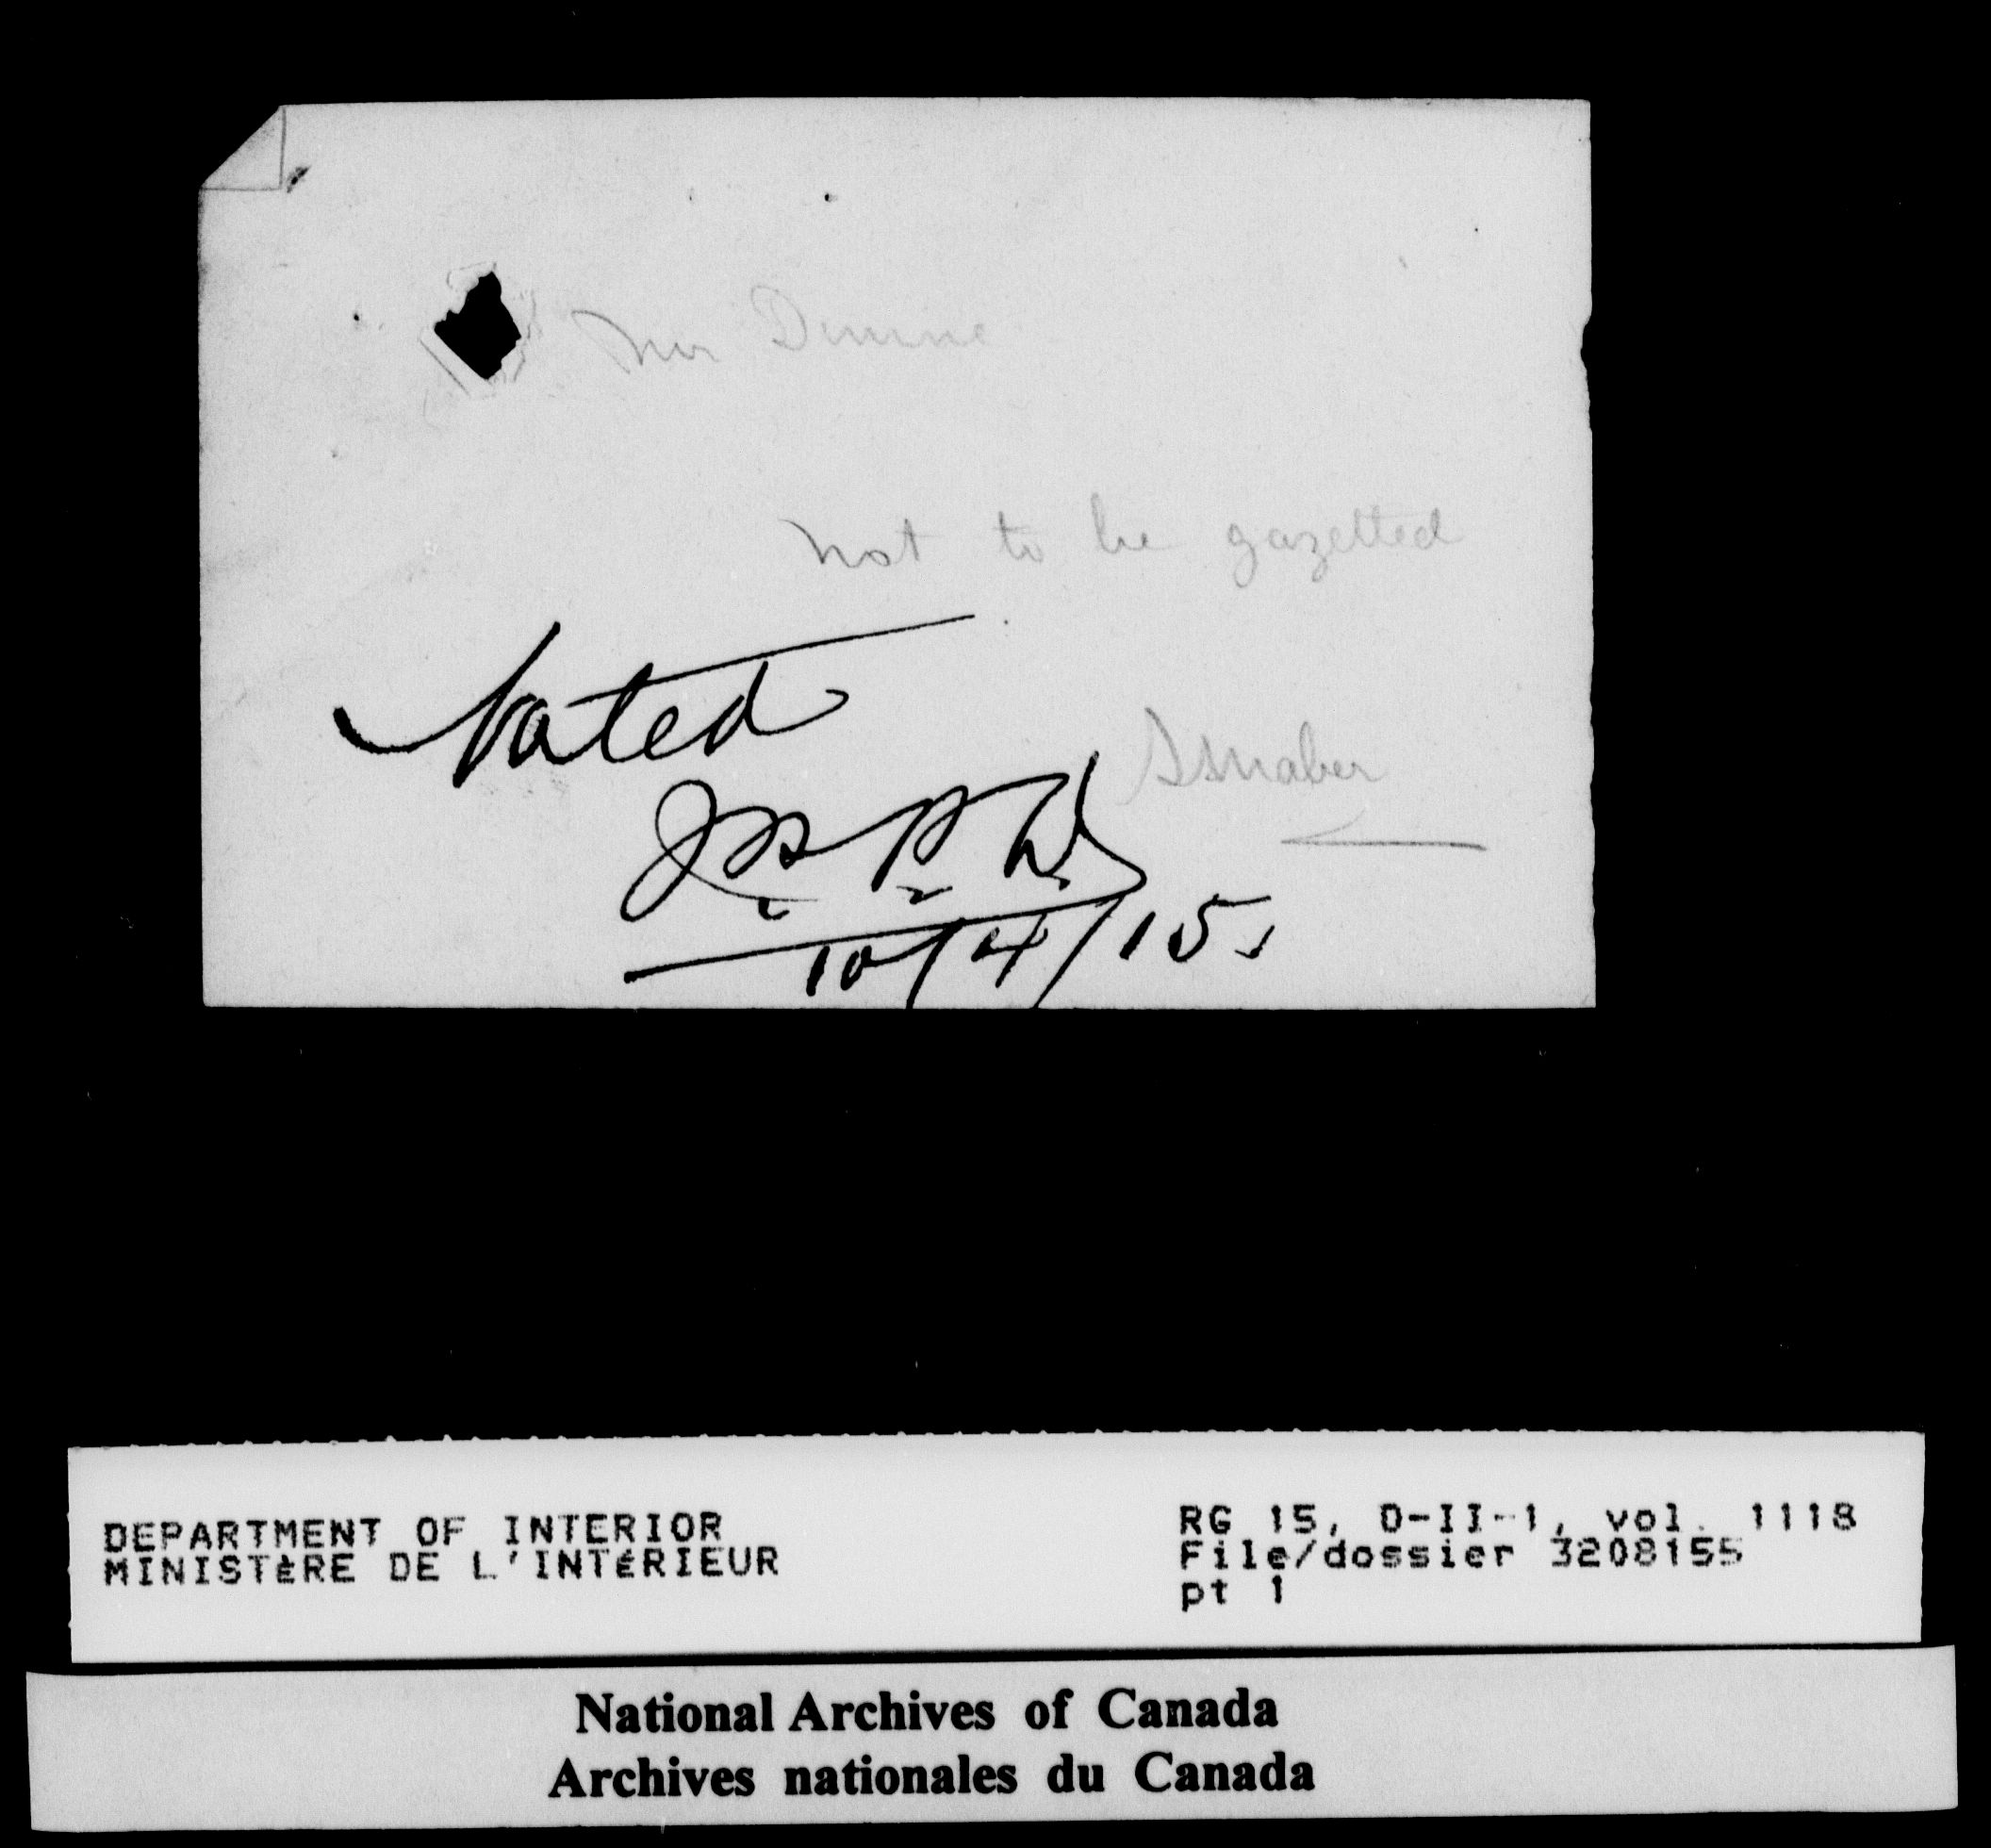 Mr Dunne
not to be gazetted
Noted
10/4/15.
DEPARTMENT OF INTERIOR
MINISTÈRE DE L'INTÉRIEUR
RG 15, D-II-1, vol. 1118
File/dossier 3208155
pt 1
National Archives of Canada
Archives nationales du Canada